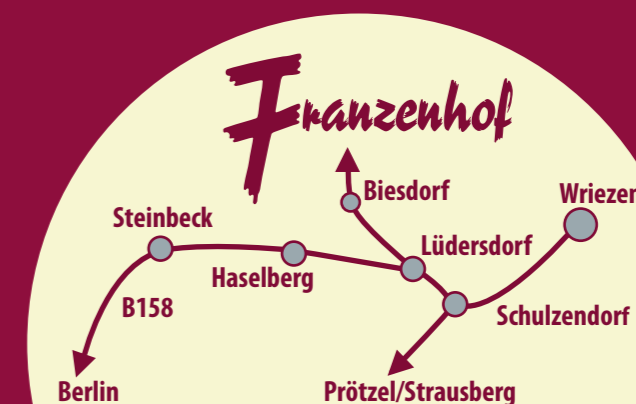 Franzenhof
Biesdorf
Wriezen
Steinbeck
Lüdersdorf
Haselberg
B158
Schulzendorf
Berlin
Prötzel/Strausberg